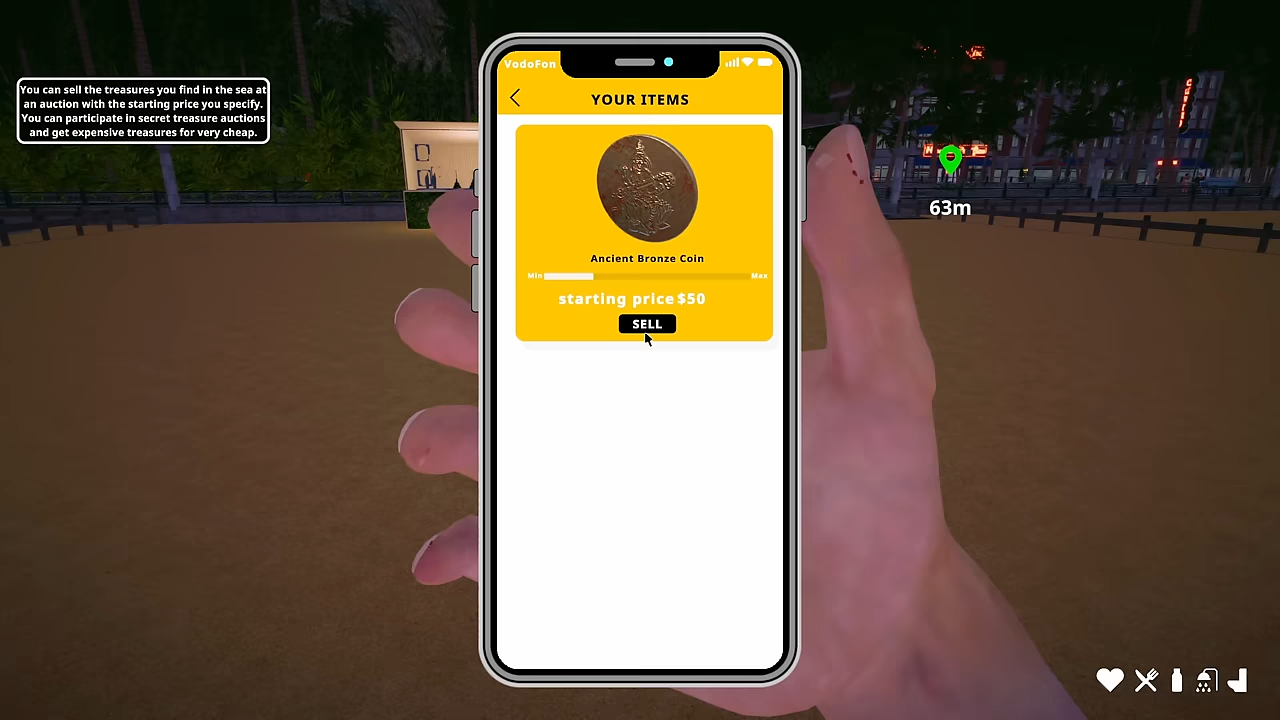 You can sell the treasures you find in the sea at
an auction with the starting price you specify.
You can participate in secret treasure auctions
and get expensive treasures for very cheap.
VodoFon
YOUR ITEMS
Ancient Bronze Coin
Min
Max
starting price $50
SELL
63m